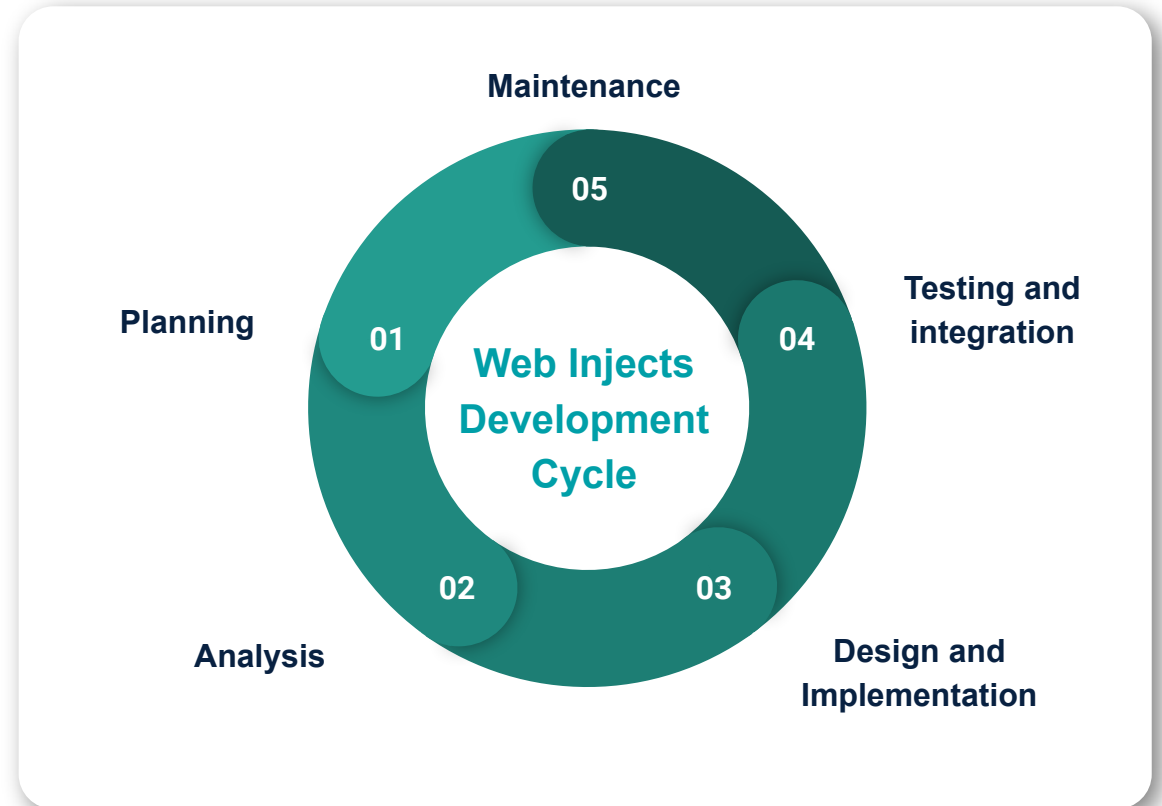 Maintenance
05
Planning
01
Web Injects
Development
Cycle
04
Testing and
integration
02
Analysis
03
Design and
Implementation